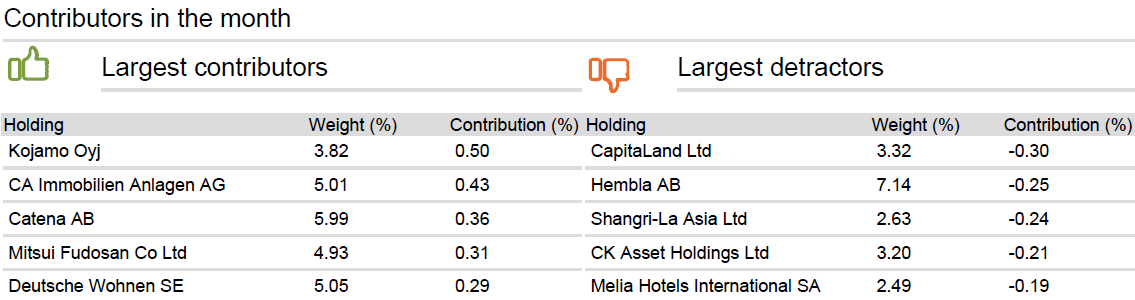 Contributors in the month
Largest contributors Largest detractors
Holding Weight (%) Contribution (%) Holding Weight (%) Contribution (%)
Kojamo Oyj 3.82 0.50 CapitaLand Ltd 3.32 -0.30
CA Immobilien Anlagen AG 5.01 0.43 Hembla AB 7.14 -0.25
Catena AB 5.99 0.36 Shangri-La Asia Ltd 2.63 -0.24
Mitsui Fudosan Co Ltd 4.93 0.31 CK Asset Holdings Ltd 3.20 -0.21
Deutsche Wohnen SE 5.05 0.29 Melia Hotels International SA 2.49 -0.19